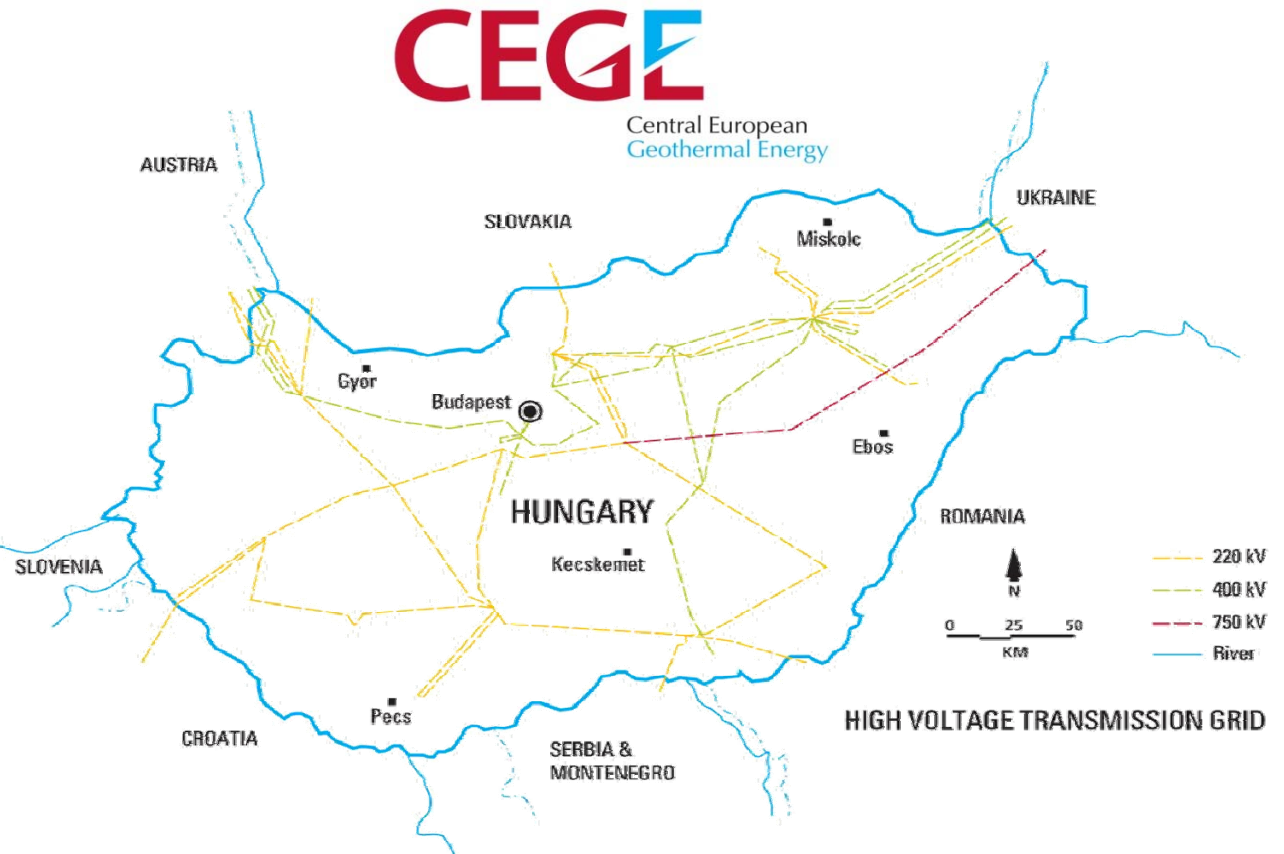 CEGE
Central European
Geothermal Energy
AUSTRIA
SLOVAKIA
UKRAINE
Miskolc
Győr
Budapest
Ebos
HUNGARY
ROMANIA
Kecskemet
SLOVENIA
220 kV
400 kV
750 kV
River
N
0 25 50
KM
Pecs
CROATIA
SERBIA &
MONTENEGRO
HIGH VOLTAGE TRANSMISSION GRID